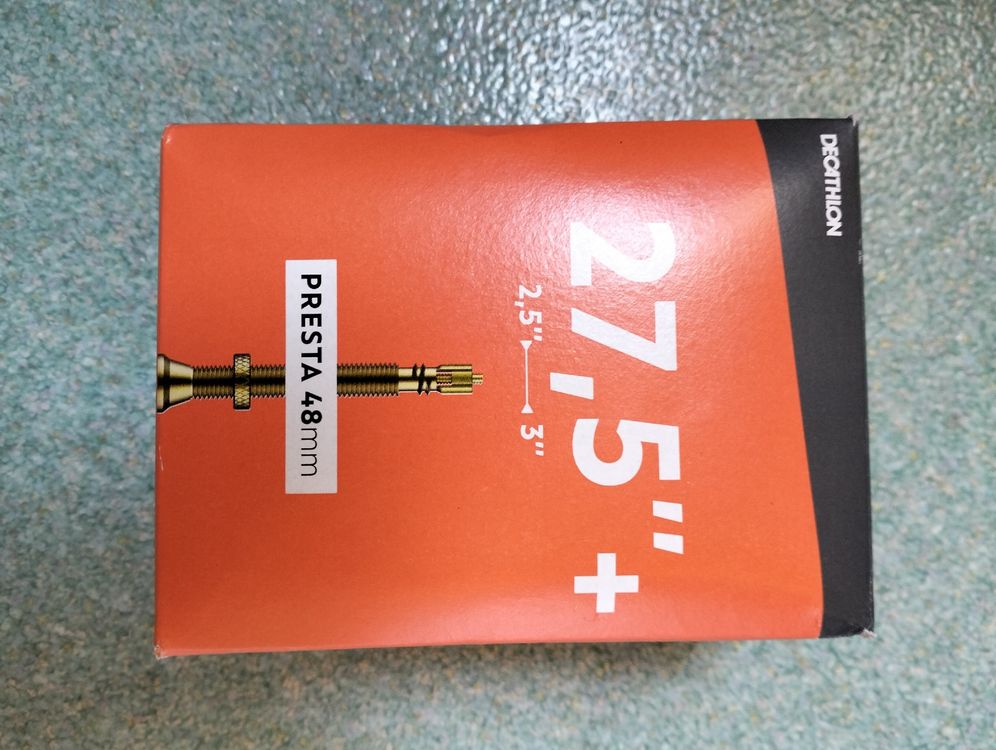 DECATHLON
27,5"+
2,5" 3"
PRESTA 48mm